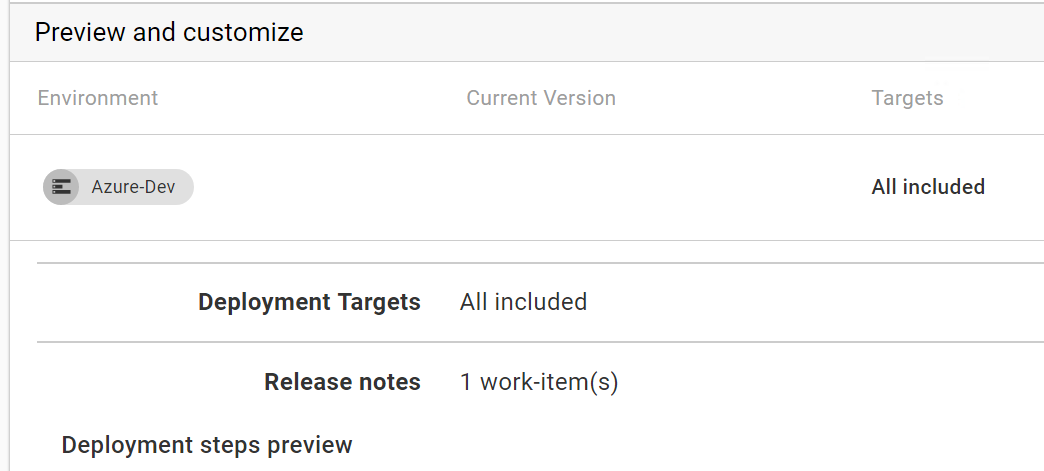 Preview and customize
Environment Current Version Targets
Azure-Dev All included
Deployment Targets All included
Release notes 1 work-item(s)
Deployment steps preview